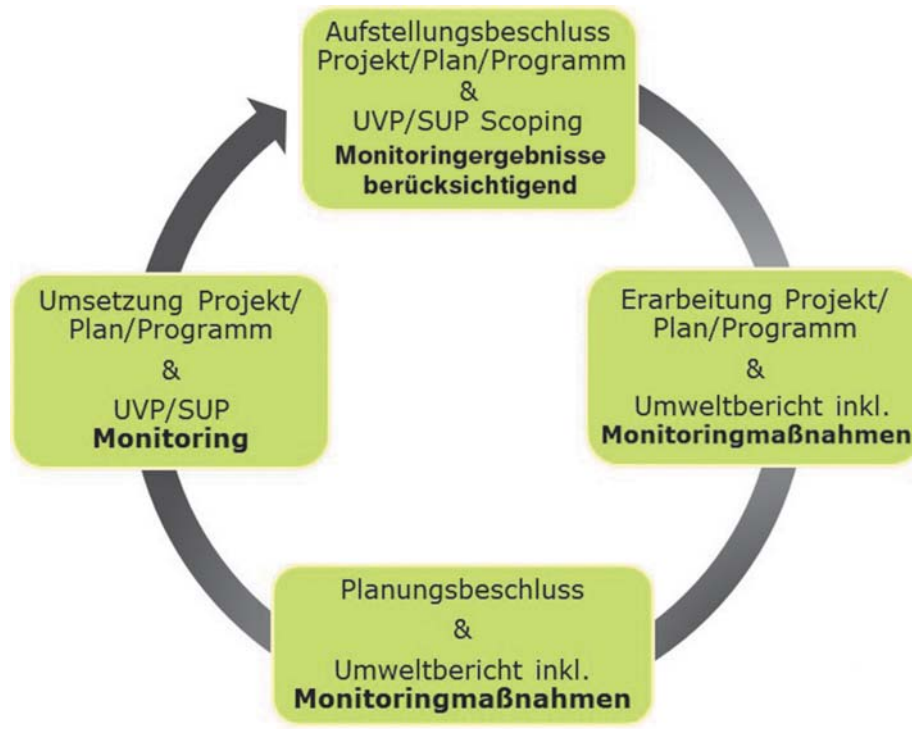 Aufstellungsbeschluss
Projekt/Plan/Programm
&
UVP/SUP Scoping
Monitoringergebnisse
berücksichtigend
Erarbeitung Projekt/
Plan/Programm
&
Umweltbericht inkl.
Monitoringmaßnahmen
Planungsbeschluss
&
Umweltbericht inkl.
Monitoringmaßnahmen
Umsetzung Projekt/
Plan/Programm
&
UVP/SUP
Monitoring